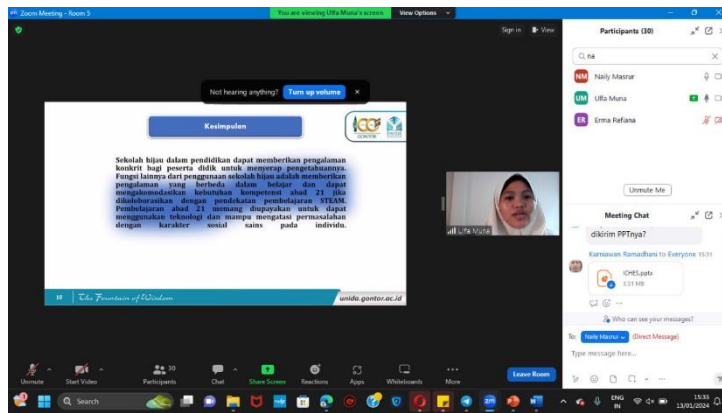 Zoom Meeting - Room 5
You are viewing Ulfa Muna's screen
View Options
Sign in
View
Not hearing anything?
Turn up volume
Kesimpulan
GONTOR
Sekolah hijau dalam pendidikan dapat memberikan pengalaman
konkrit bagi peserta didik untuk menyerap pengetahuannya.
Fungsi lainnya dari penggunaan sekolah hijau adalah memberikan
pengalaman yang berbeda dalam belajar dan dapat
mengakomodasikan kebutuhan kompetensi abad 21 jika
dikolaborasikan dengan pendekatan pembelajaran STEAM.
Pembelajaran abad 21 memang diupayakan untuk dapat
menggunakan teknologi dan mampu mengatasi permasalahan
dengan karakter sosial sains pada individu.
10
The Fountain of Wisdom
unida.gontor.ac.id
Ulfa Muna
Participants (30)
na
NM Naily Masrur
UM Ulfa Muna
ER Erma Refiana
Unmute Me
Meeting Chat
dikirim PPTnya?
Kurniawan Ramadhani to Everyone 15:31
ICHES.pptx
3.51 MB
Who can see your messages?
To: Naily Masrur (Direct Message)
Type message here...
Unmute
Start Video
30
Participants
Chat
Share Screen
Reactions
Apps
Whiteboards
More
Leave Room
Search
ENG
IN
15:35
13/01/2024